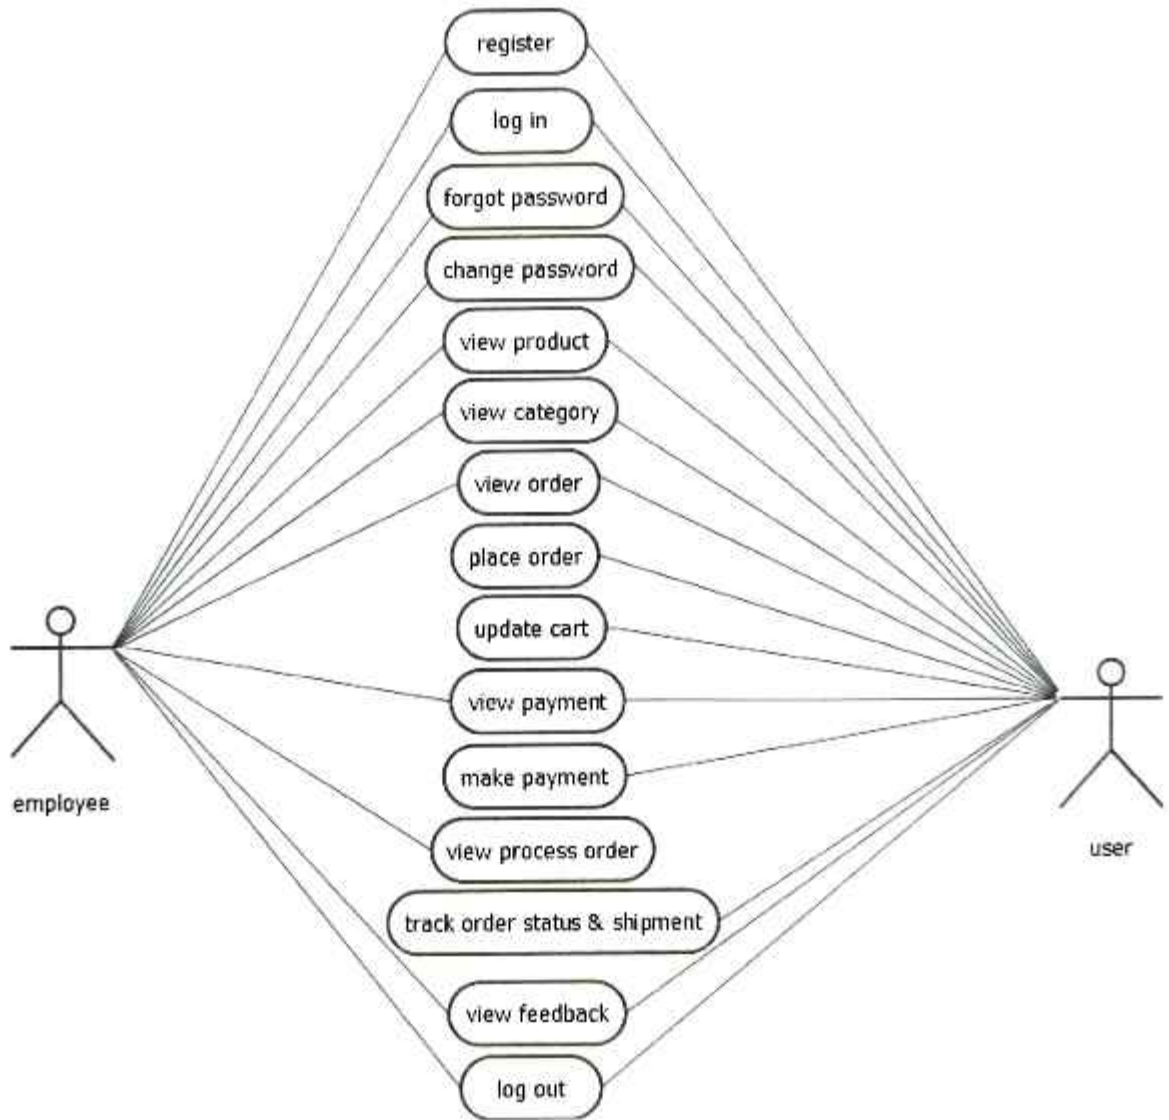 register
log in
forgot password
change password
view product
view category
view order
place order
update cart
view payment
make payment
employee
view process order
user
track order status & shipment
view feedback
log out